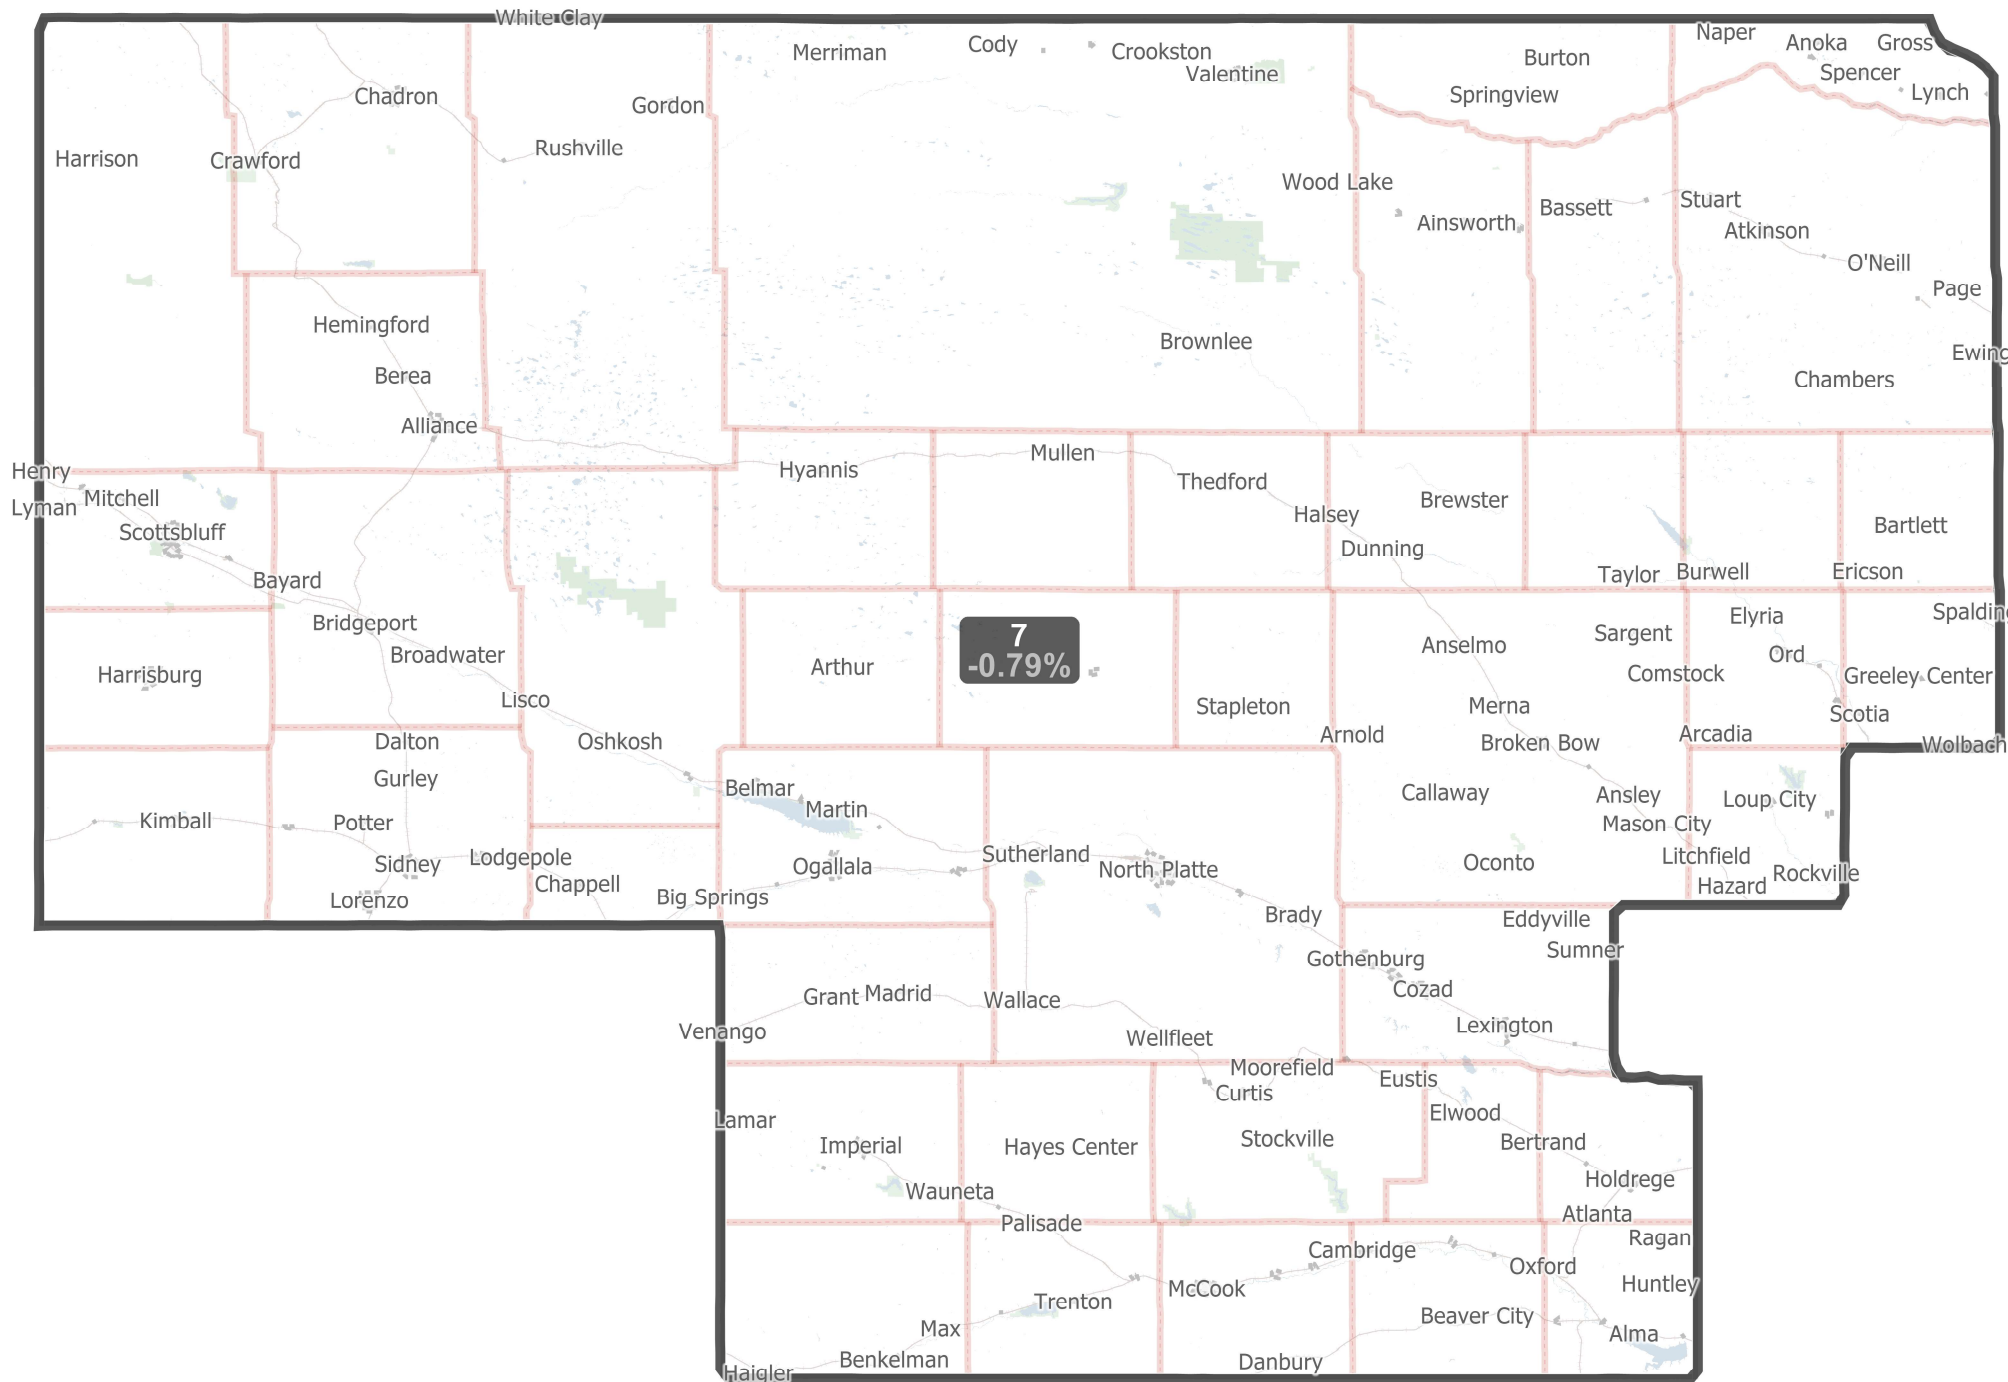 White Clay
Naper
Merriman
Cody
Crookston
Anoka
Gross
Burton
Valentine
Spencer
Chadron
Gordon
Springview
Lynch
Harrison
Crawford
Rushville
Wood Lake
Ainsworth
Bassett
Stuart
Atkinson
O'Neill
Page
Hemingford
Brownlee
Ewing
Berea
Chambers
Alliance
Mullen
Henry
Hyannis
Thedford
Mitchell
Brewster
Lyman
Halsey
Scottsbluff
Bartlett
Dunning
Bayard
Taylor
Burwell
Ericson
Bridgeport
Spalding
Elyria
7
Sargent
Broadwater
Anselmo
Ord
-0.79%
Harrisburg
Arthur
Comstock
Greeley Center
Lisco
Stapleton
Merna
Scotia
Dalton
Oshkosh
Arnold
Broken Bow
Arcadia
Wolbach
Gurley
Belmar
Callaway
Ansley
Loup City
Martin
Kimball
Potter
Mason City
Sidney
Lodgepole
Sutherland
Litchfield
Ogallala
North Platte
Oconto
Rockville
Chappell
Hazard
Lorenzo
Big Springs
Brady
Eddyville
Sumner
Gothenburg
Cozad
Grant
Madrid
Wallace
Venango
Wellfleet
Lexington
Moorefield
Eustis
Curtis
Lamar
Elwood
Imperial
Hayes Center
Stockville
Bertrand
Holdrege
Wauneta
Palisade
Atlanta
Cambridge
Ragan
Oxford
Huntley
McCook
Trenton
Beaver City
Max
Alma
Benkelman
Danbury
Haigler